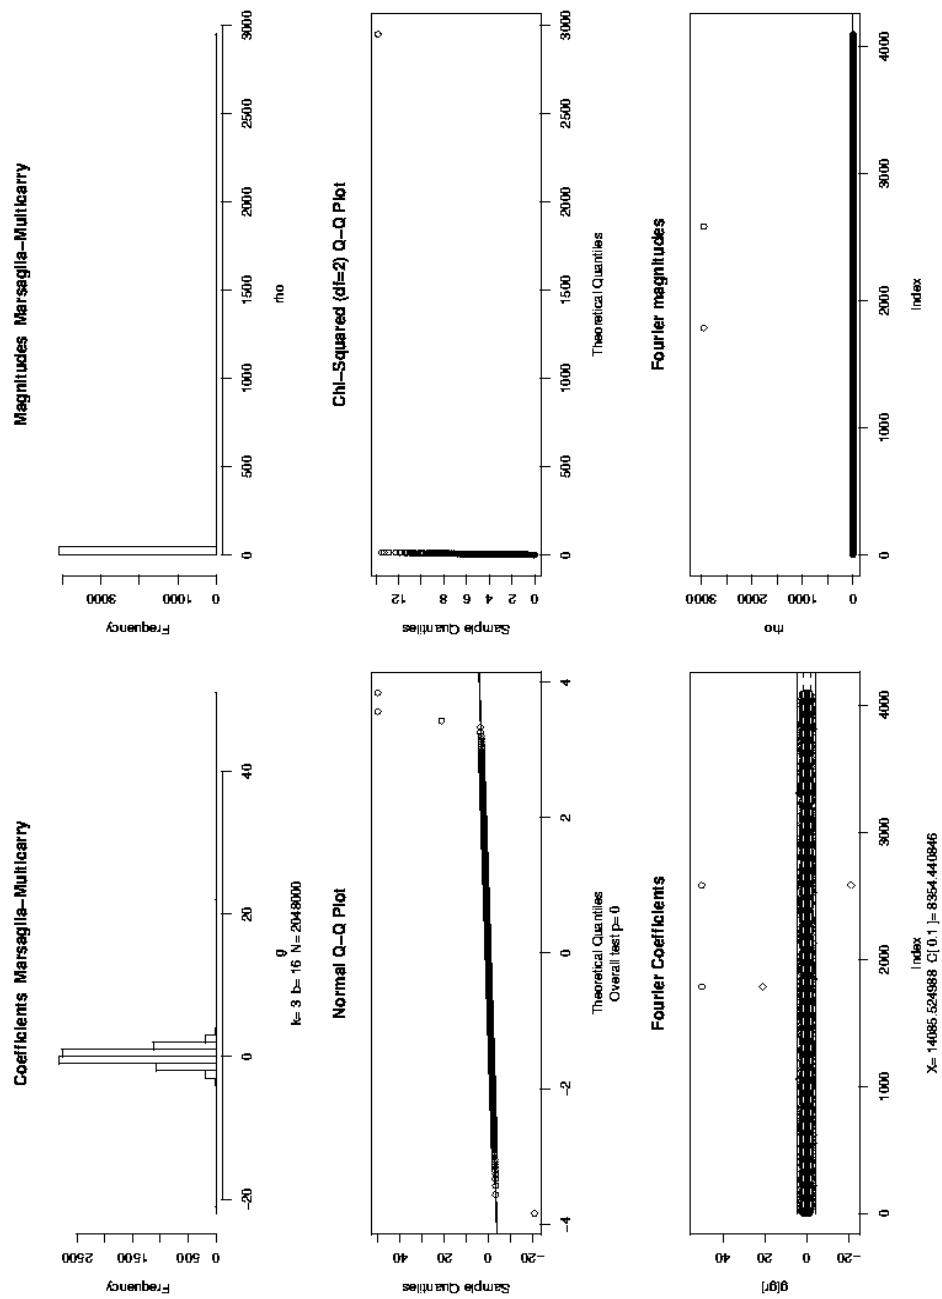 Coefficients Marsaglia-Multicarry
Frequency
0 500 1500 2500
-20 0 20 40
g
k= 3 b= 16 N= 2048000
Magnitudes Marsaglia-Multicarry
Frequency
0 1000 3000
0 500 1000 1500 2000 2500 3000
rho
Normal Q-Q Plot
Sample Quantiles
-20 0 20 40
-4 -2 0 2 4
Theoretical Quantiles
Overall test p= 0
Chi-Squared (df=2) Q-Q Plot
Sample Quantiles
0 2 4 6 8 12
0 500 1000 1500 2000 2500 3000
Theoretical Quantiles
Fourier Coefficients
g[gr]
-20 0 20 40
0 1000 2000 3000 4000
Index
X= 14085.524988 C[ 0.1 ]= 8354.440846
Fourier magnitudes
rho
0 1000 2000 3000
0 1000 2000 3000 4000
Index